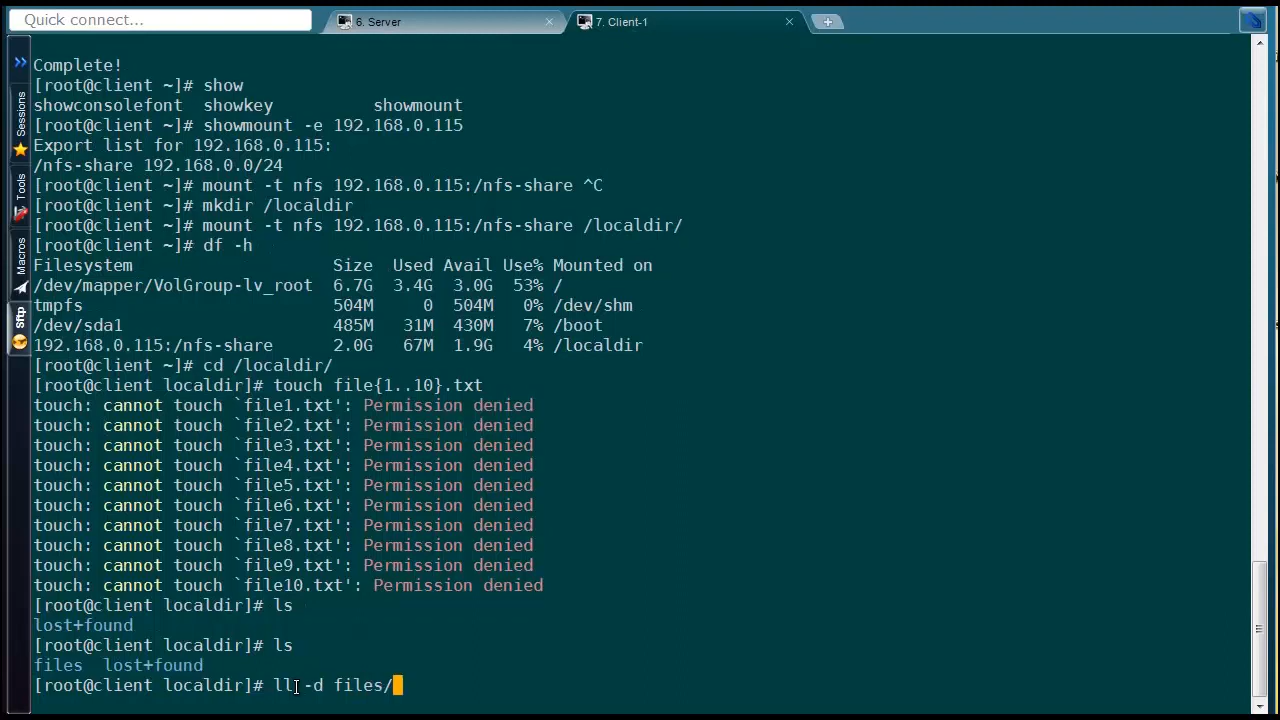 Quick connect...
6. Server
7. Client-1
Sessions
Tools
Macros
Sftp
Complete!
[root@client ~]# show
showconsolefont  showkey          showmount
[root@client ~]# showmount -e 192.168.0.115
Export list for 192.168.0.115:
/nfs-share 192.168.0.0/24
[root@client ~]# mount -t nfs 192.168.0.115:/nfs-share ^C
[root@client ~]# mkdir /localdir
[root@client ~]# mount -t nfs 192.168.0.115:/nfs-share /localdir/
[root@client ~]# df -h
Filesystem                    Size  Used Avail Use% Mounted on
/dev/mapper/VolGroup-lv_root  6.7G  3.4G  3.0G  53% /
tmpfs                         504M     0  504M   0% /dev/shm
/dev/sda1                     485M   31M  430M   7% /boot
192.168.0.115:/nfs-share      2.0G   67M  1.9G   4% /localdir
[root@client ~]# cd /localdir/
[root@client localdir]# touch file{1..10}.txt
touch: cannot touch `file1.txt': Permission denied
touch: cannot touch `file2.txt': Permission denied
touch: cannot touch `file3.txt': Permission denied
touch: cannot touch `file4.txt': Permission denied
touch: cannot touch `file5.txt': Permission denied
touch: cannot touch `file6.txt': Permission denied
touch: cannot touch `file7.txt': Permission denied
touch: cannot touch `file8.txt': Permission denied
touch: cannot touch `file9.txt': Permission denied
touch: cannot touch `file10.txt': Permission denied
[root@client localdir]# ls
lost+found
[root@client localdir]# ls
files  lost+found
[root@client localdir]# ll -d files/